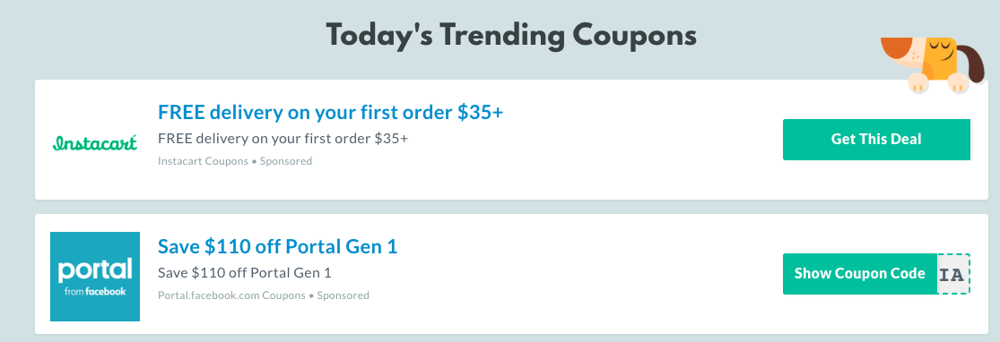 Today's Trending Coupons
Instacart
FREE delivery on your first order $35+
FREE delivery on your first order $35+
Instacart Coupons • Sponsored
Get This Deal
portal
from facebook
Save $110 off Portal Gen 1
Save $110 off Portal Gen 1
Portal.facebook.com Coupons • Sponsored
Show Coupon Code
IA